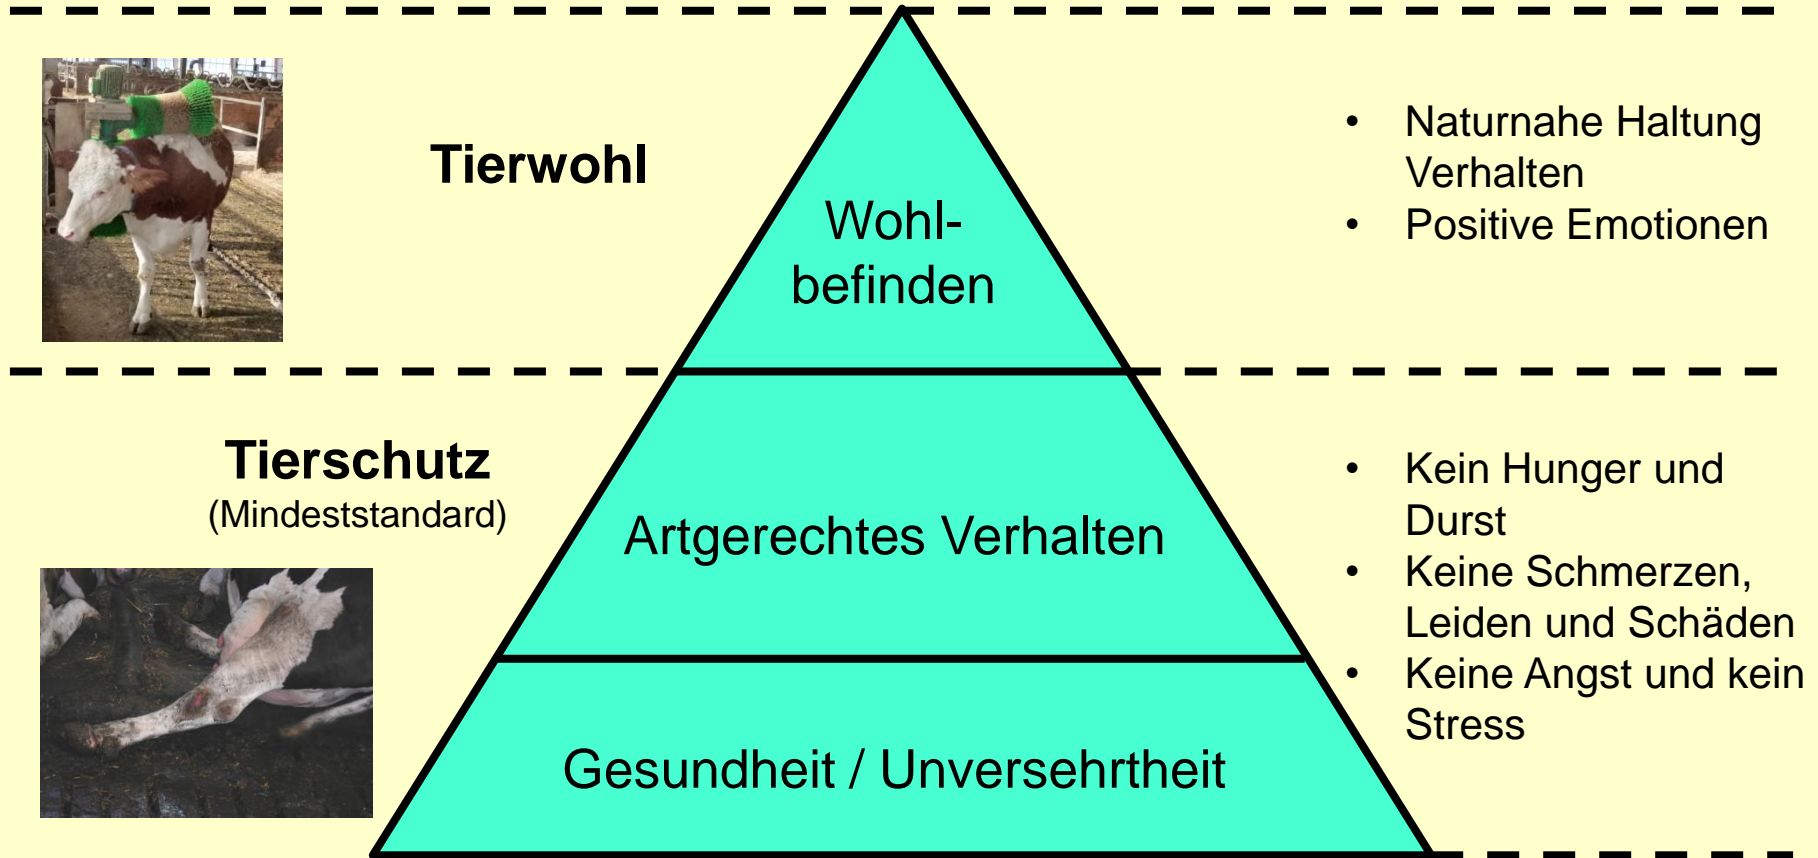 Tierwohl
Wohl-
befinden
• Naturnahe Haltung
Verhalten
• Positive Emotionen
Tierschutz
(Mindeststandard)
Artgerechtes Verhalten
Gesundheit / Unversehrtheit
• Kein Hunger und
Durst
• Keine Schmerzen,
Leiden und Schäden
• Keine Angst und kein
Stress